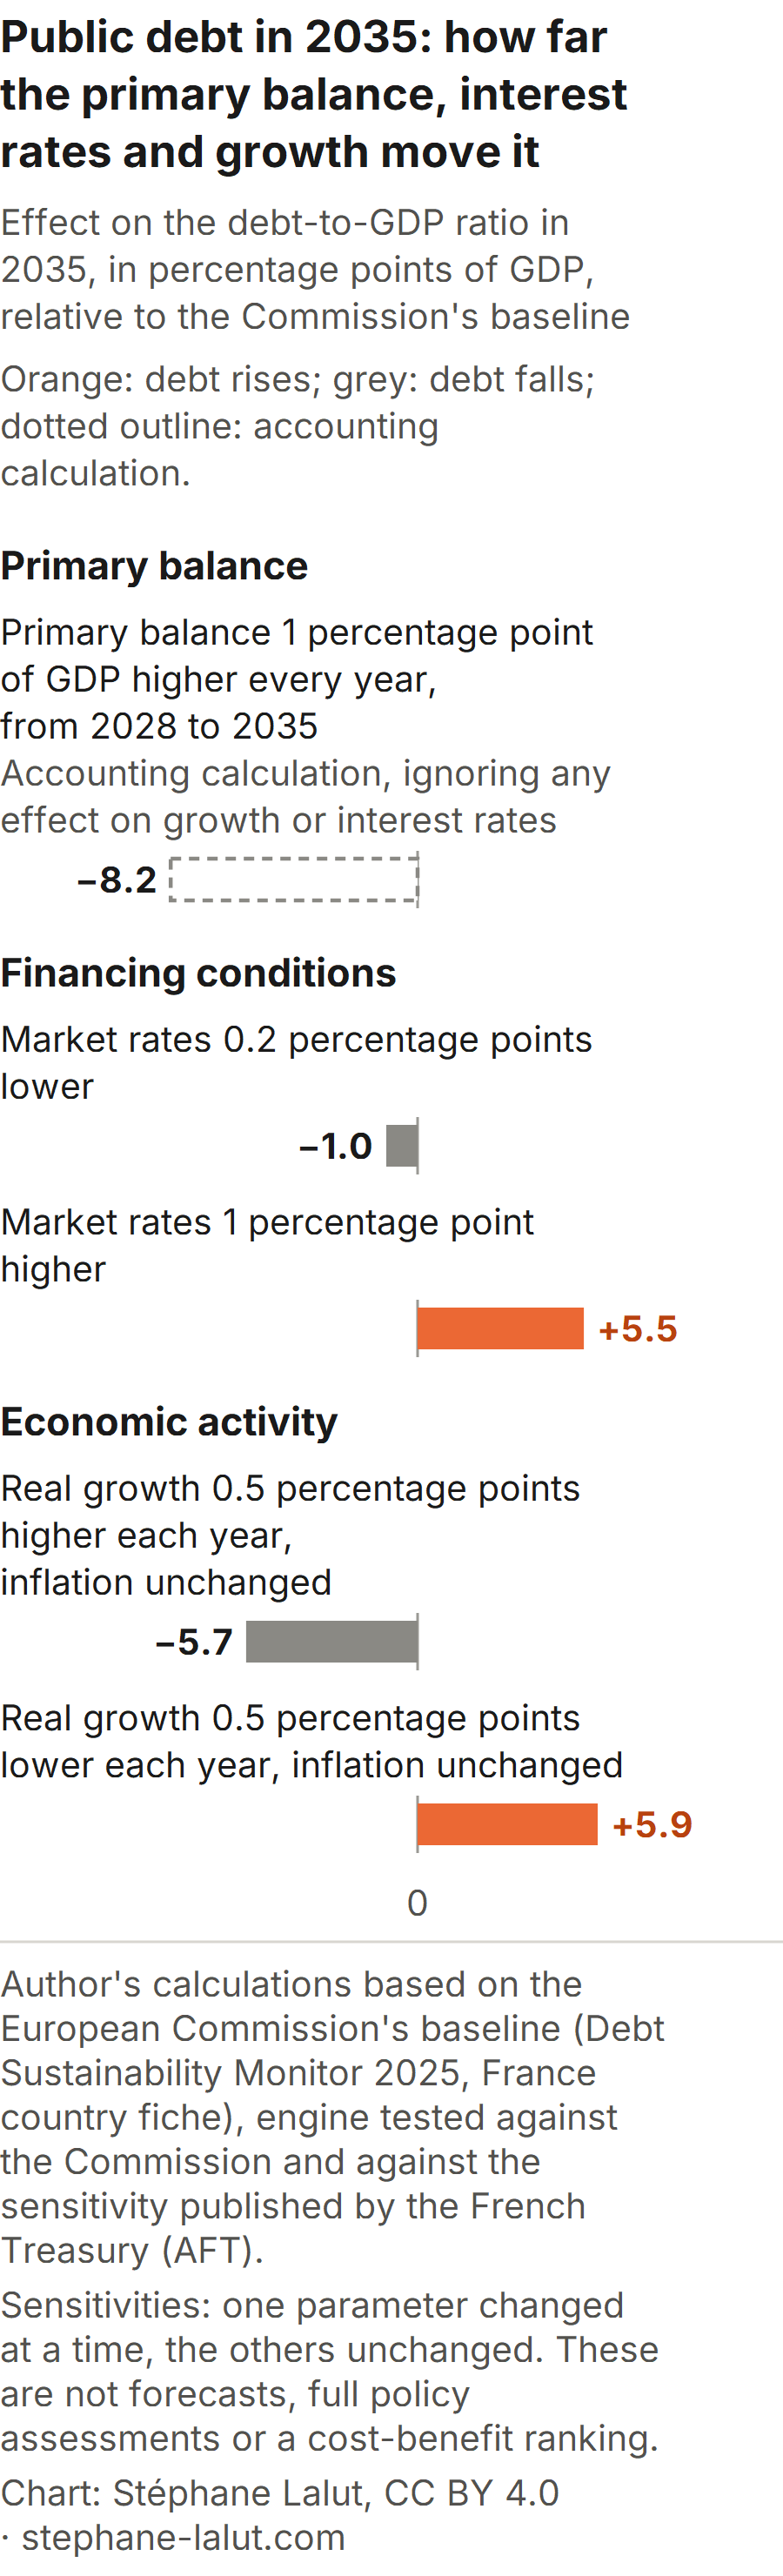 Public debt in 2035: how far
the primary balance, interest
rates and growth move it
Effect on the debt-to-GDP ratio in
2035, in percentage points of GDP,
relative to the Commission's baseline
Orange: debt rises; grey: debt falls;
dotted outline: accounting
calculation.
Primary balance
Primary balance 1 percentage point
of GDP higher every year,
from 2028 to 2035
Accounting calculation, ignoring any
effect on growth or interest rates
−8.2
Financing conditions
Market rates 0.2 percentage points
lower
−1.0
Market rates 1 percentage point
higher
+5.5
Economic activity
Real growth 0.5 percentage points
higher each year,
inflation unchanged
−5.7
Real growth 0.5 percentage points
lower each year, inflation unchanged
+5.9
0
Author's calculations based on the
European Commission's baseline (Debt
Sustainability Monitor 2025, France
country fiche), engine tested against
the Commission and against the
sensitivity published by the French
Treasury (AFT).
Sensitivities: one parameter changed
at a time, the others unchanged. These
are not forecasts, full policy
assessments or a cost-benefit ranking.
Chart: Stéphane Lalut, CC BY 4.0
· stephane-lalut.com